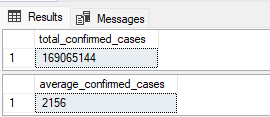 Results Messages
total_confirmed_cases
1 169065144
average_confirmed_cases
1 2156